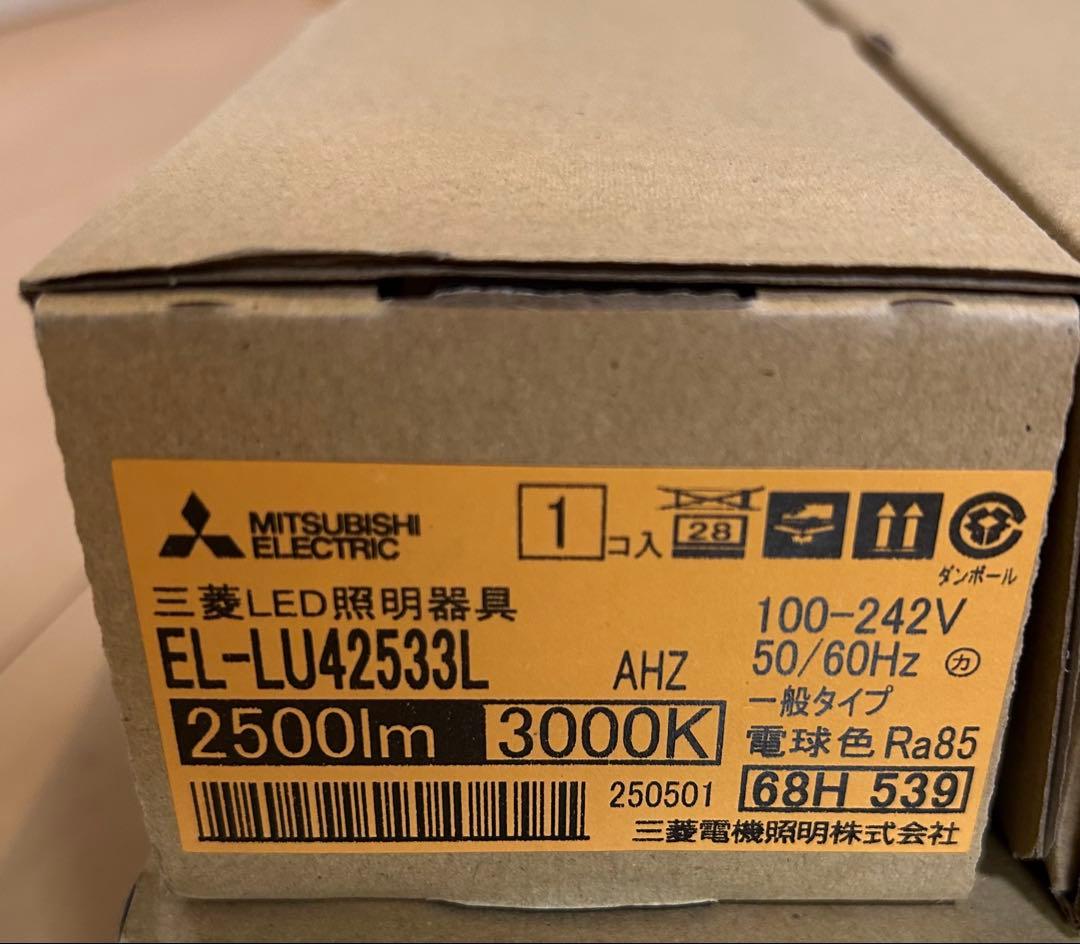 MITSUBISHI
ELECTRIC
1コ入
28
ダンボール
三菱LED照明器具
EL-LU42533L AHZ
100-242V
50/60Hz カ
一般タイプ
2500lm 3000K
電球色 Ra85
250501
68H 539
三菱電機照明株式会社